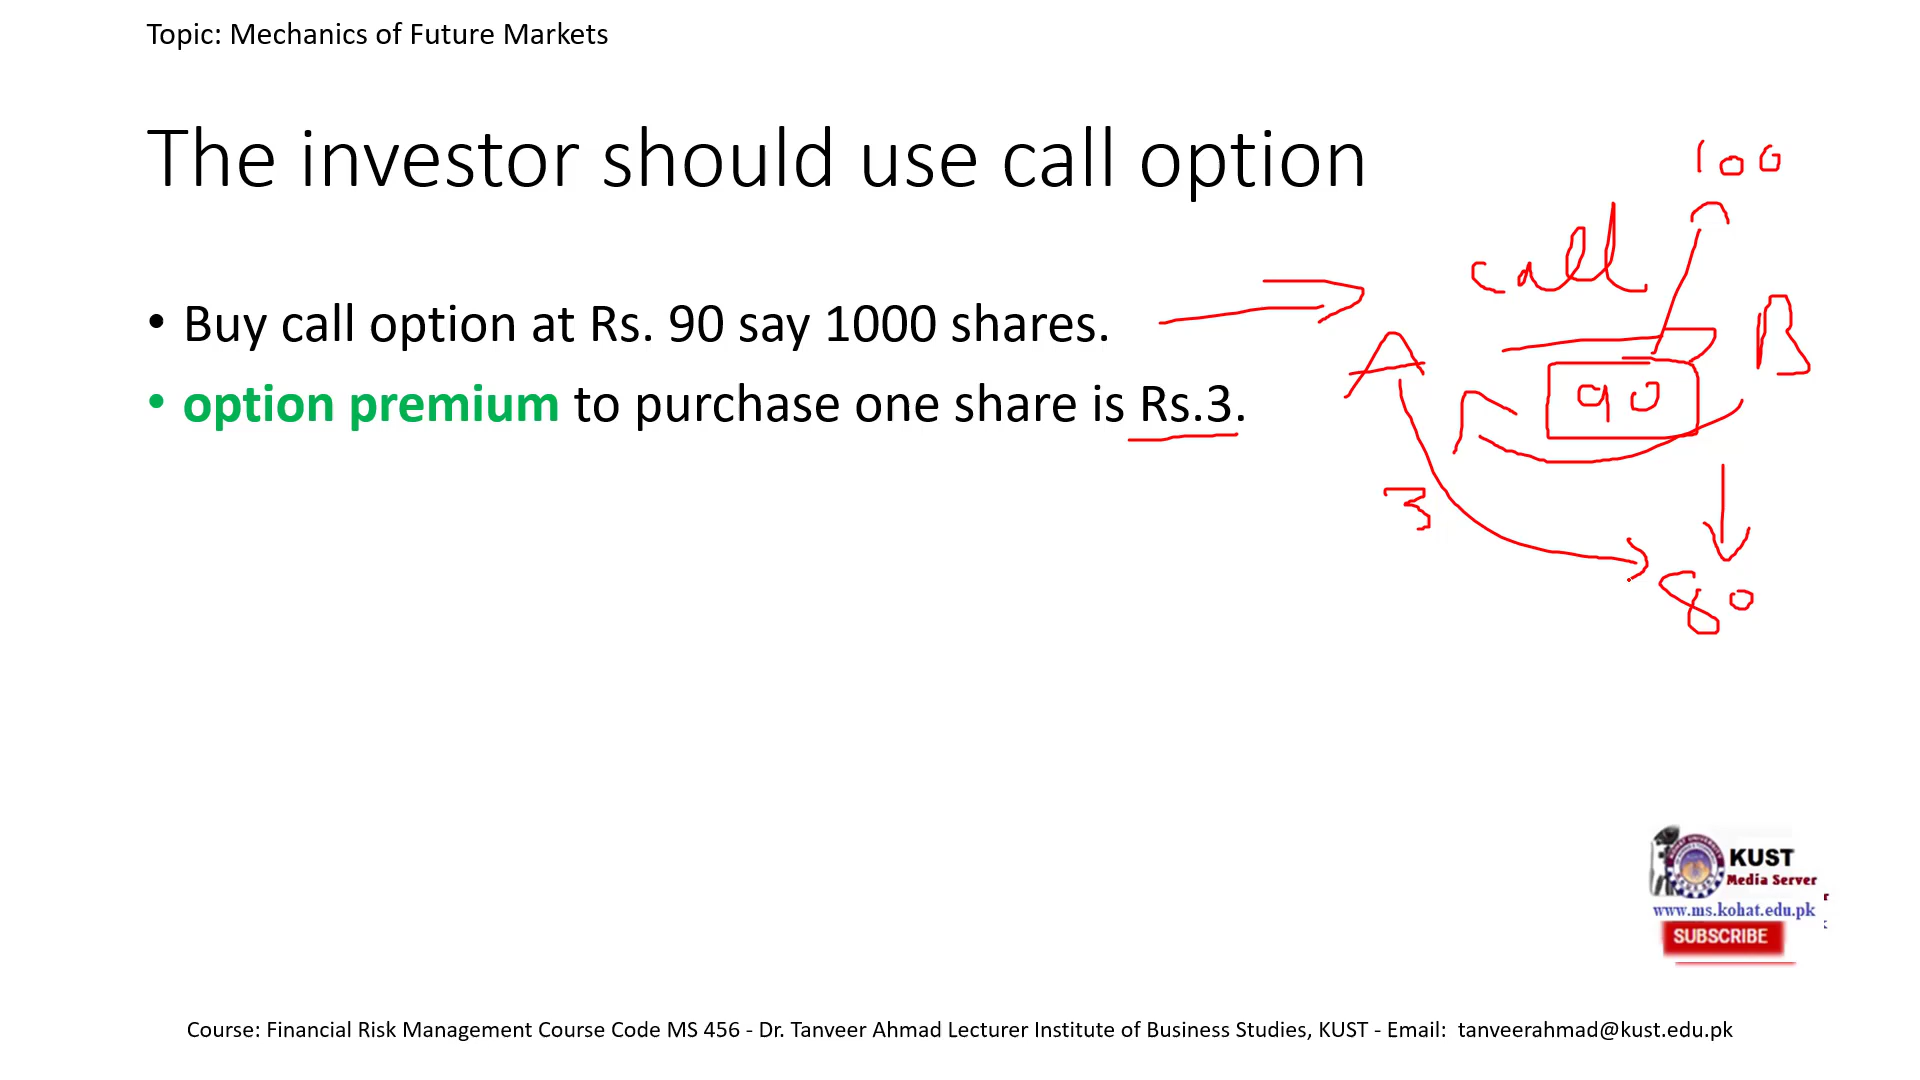 Topic: Mechanics of Future Markets
The investor should use call option
100
call
• Buy call option at Rs. 90 say 1000 shares.
A
B
90
• option premium to purchase one share is Rs.3.
3
80
KUST
Media Server
www.ms.kohat.edu.pk
SUBSCRIBE
Course: Financial Risk Management Course Code MS 456 - Dr. Tanveer Ahmad Lecturer Institute of Business Studies, KUST - Email: tanveerahmad@kust.edu.pk